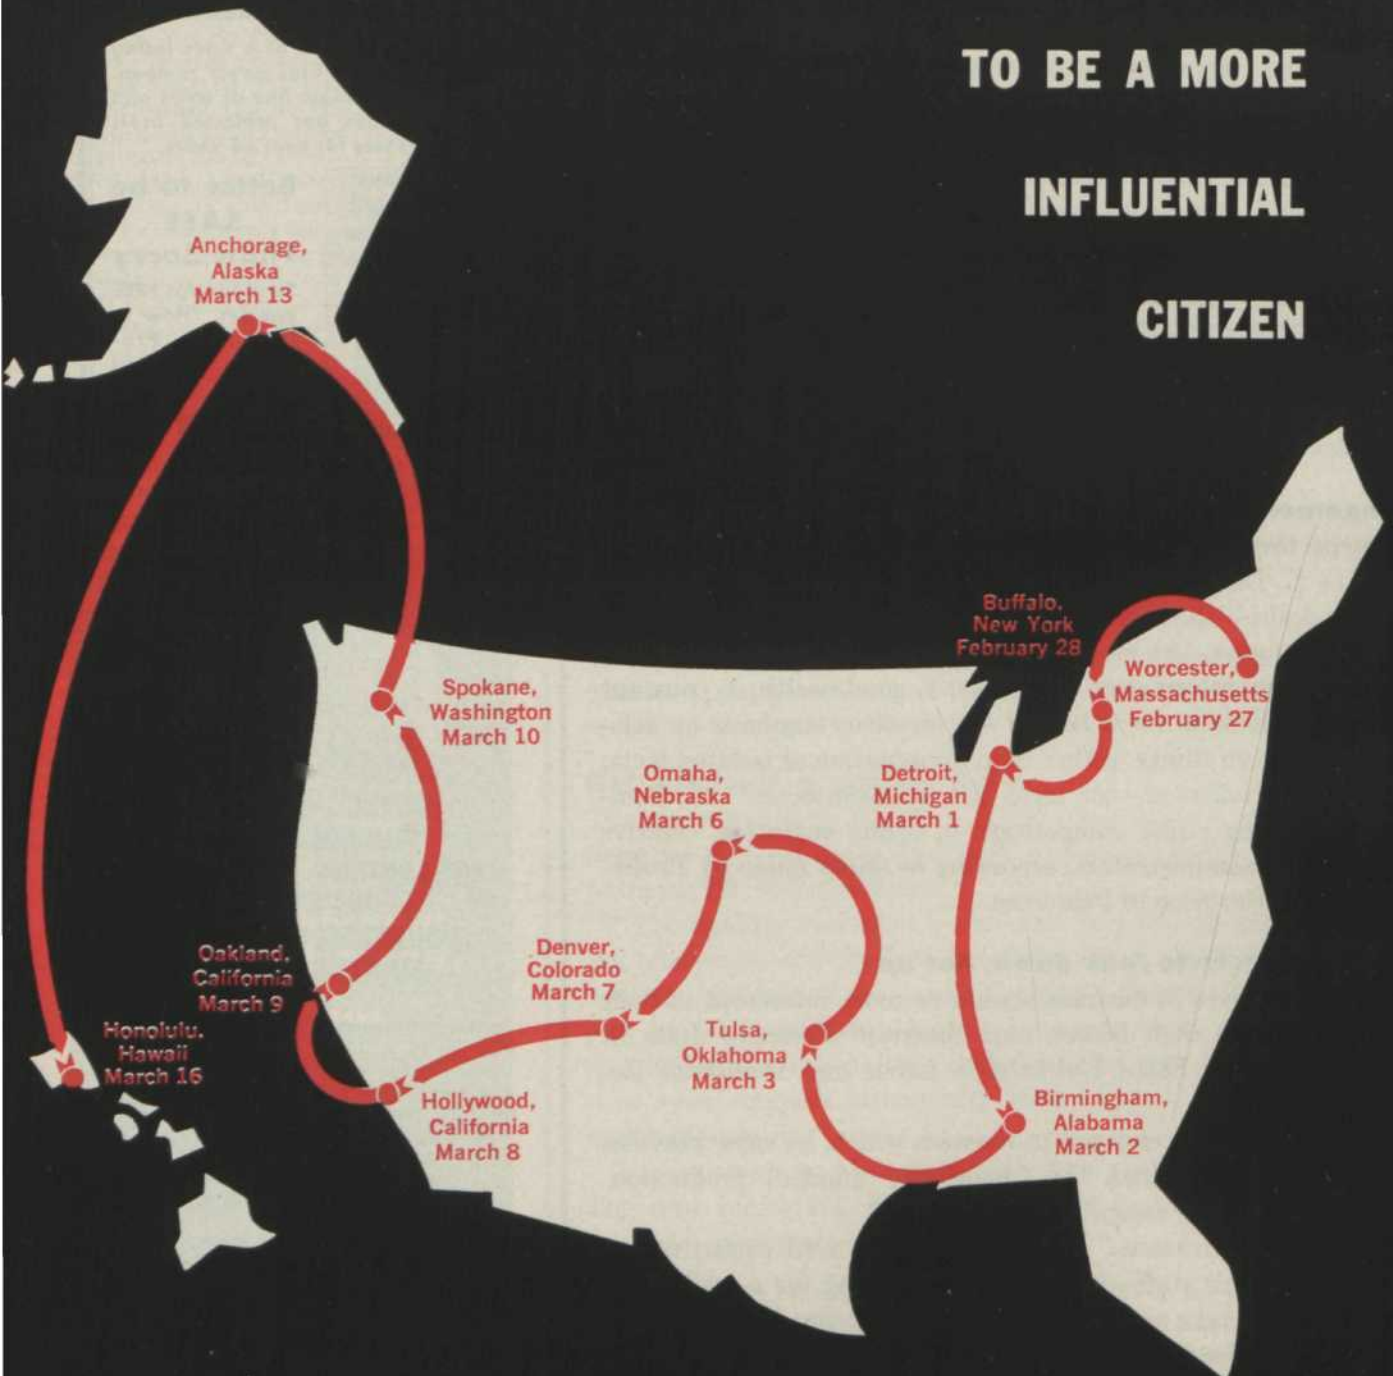 TO BE A MORE
INFLUENTIAL
CITIZEN
Anchorage,
Alaska
March 13
Buffalo,
New York
February 28
Worcester,
Massachusetts
February 27
Spokane,
Washington
March 10
Omaha,
Nebraska
March 6
Detroit,
Michigan
March 1
Oakland,
California
March 9
Denver,
Colorado
March 7
Tulsa,
Oklahoma
March 3
Honolulu,
Hawaii
March 16
Hollywood,
California
March 8
Birmingham,
Alabama
March 2